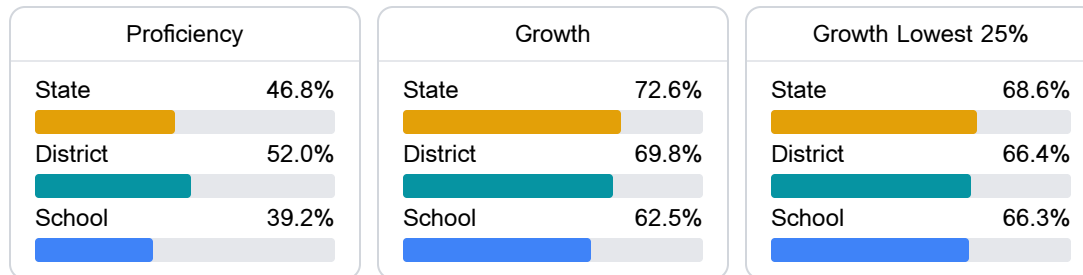 Proficiency
State 46.8%
District 52.0%
School 39.2%
Growth
State 72.6%
District 69.8%
School 62.5%
Growth Lowest 25%
State 68.6%
District 66.4%
School 66.3%